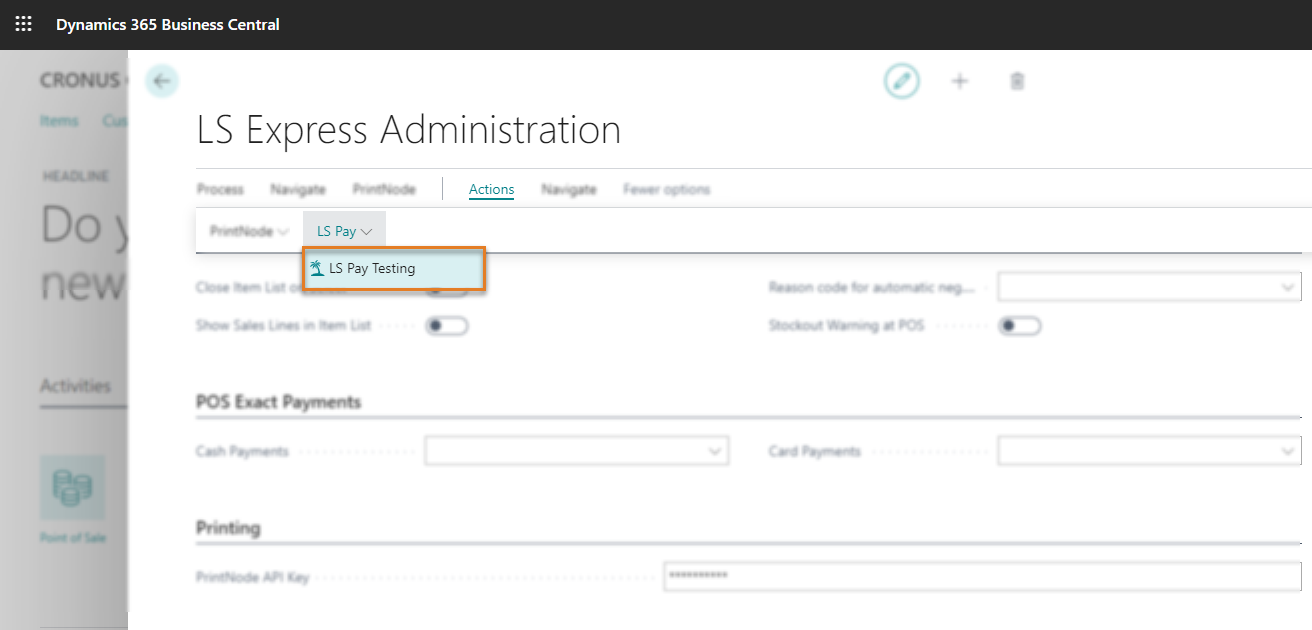 Dynamics 365 Business Central
CRONUS
Items Cus
HEADLINE
Do y
new
Activities
Point of Sale
LS Express Administration
Process Navigate PrintNode Actions Navigate Fewer options
PrintNode LS Pay
LS Pay Testing
Close Item List o
Reason code for automatic neg....
Show Sales Lines in Item List
Stockout Warning at POS
POS Exact Payments
Cash Payments
Card Payments
Printing
PrintNode API Key
••••••••••